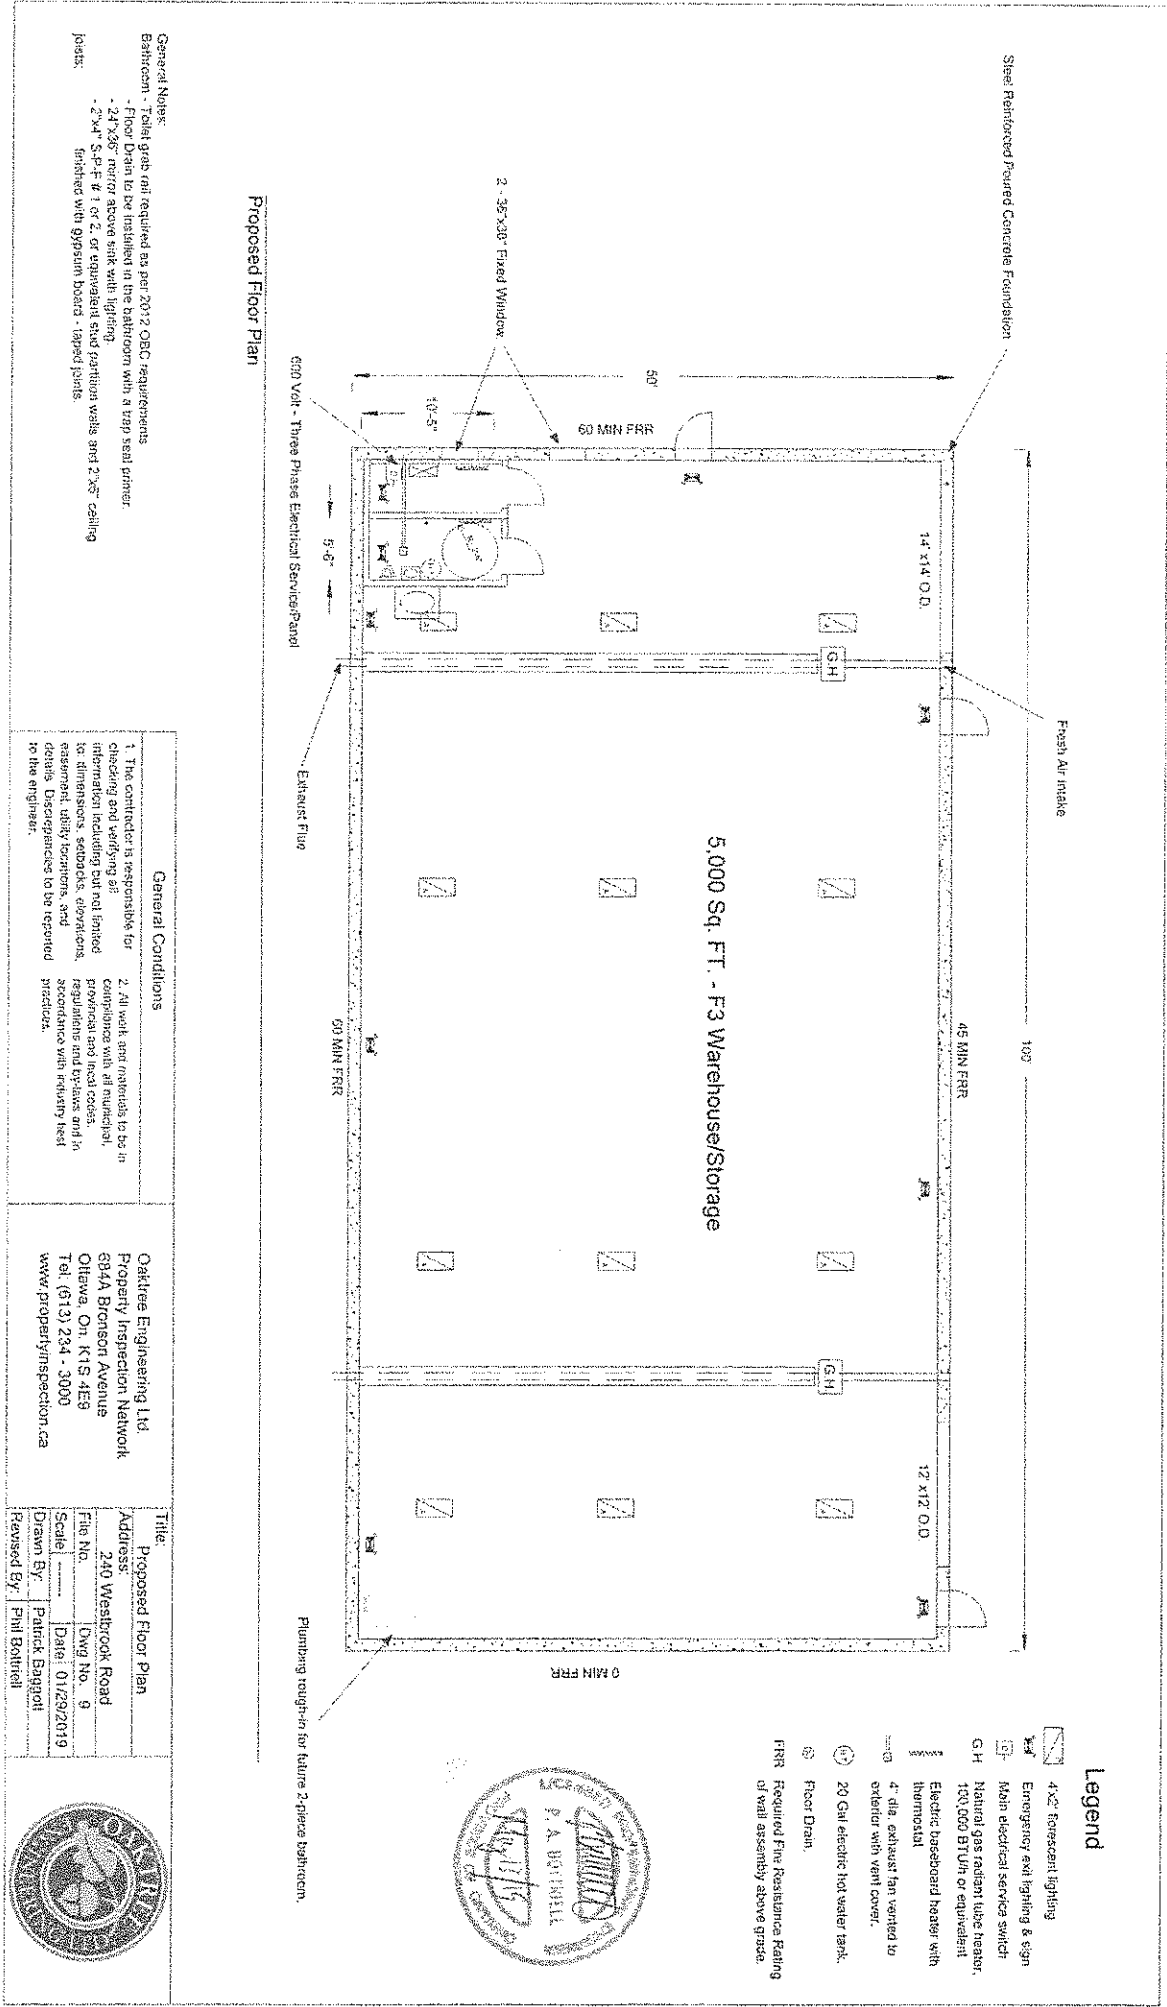 Steel Reinforced Poured Concrete Foundation
Fresh Air Intake
100'
45 MIN FRR
14' x14' O.D.
12' x12' O.D.
50'
60 MIN FRR
10'-5"
5'-6"
2 - 36"x36" Fixed Window
600 Volt - Three Phase Electrical Service/Panel
G.H
G.H
5,000 Sq. FT. - F3 Warehouse/Storage
60 MIN FRR
0 MIN FRR
Exhaust Flue
Plumbing rough-in for future 2-piece bathroom.
Proposed Floor Plan
Legend
4'x2' florescent lighting
Emergency exit lighting & sign
Main electrical service switch
G.H Natural gas radiant tube heater,
100,000 BTU/h or equivalent
Electric baseboard heater with
thermostat
4" dia. exhaust fan vented to
exterior with vent cover.
20 Gal electric hot water tank.
Floor Drain.
FRR Required Fire Resistance Rating
of wall assembly above grade.
P. A. BOTTRIELL
General Notes:
Bathroom - Toilet grab rail required as per 2012 OBC requirements
- Floor Drain to be installed in the bathroom with a trap seal primer.
- 24"x36" mirror above sink with lighting.
- 2"x4" S-P-F # 1 or 2, or equivalent stud partition walls and 2"x6" ceiling
joists; finished with gypsum board - taped joints.
General Conditions
1. The contractor is responsible for
checking and verifying all
information including but not limited
to: dimensions, setbacks, elevations,
easement, utility locations, and
details. Discrepancies to be reported
to the engineer.
2. All work and materials to be in
compliance with all municipal,
provincial and local codes,
regulations and by-laws and in
accordance with industry best
practices.
Oaktree Engineering Ltd.
Property Inspection Network
684A Bronson Avenue
Ottawa, On. K1S 4E9
Tel: (613) 234 - 3000
www.propertyinspection.ca
Title:
Proposed Floor Plan
Address:
240 Westbrook Road
File No. Dwg No. 9
Scale ------- Date: 01/29/2019
Drawn By: Patrick Baggott
Revised By: Phil Bottriell